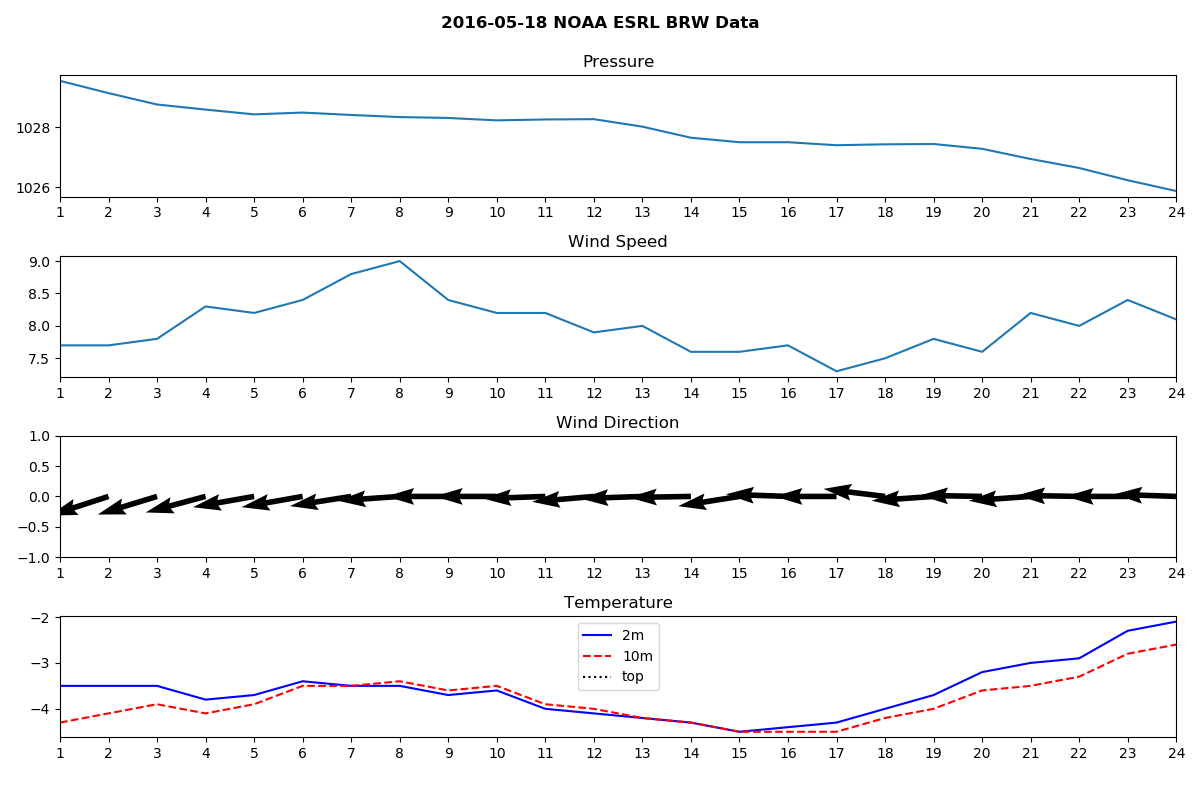 2016-05-18 NOAA ESRL BRW Data
Pressure
1028
1026
1 2 3 4 5 6 7 8 9 10 11 12 13 14 15 16 17 18 19 20 21 22 23 24
Wind Speed
9.0
8.5
8.0
7.5
1 2 3 4 5 6 7 8 9 10 11 12 13 14 15 16 17 18 19 20 21 22 23 24
Wind Direction
1.0
0.5
0.0
−0.5
−1.0
1 2 3 4 5 6 7 8 9 10 11 12 13 14 15 16 17 18 19 20 21 22 23 24
Temperature
−2
−3
−4
2m
10m
top
1 2 3 4 5 6 7 8 9 10 11 12 13 14 15 16 17 18 19 20 21 22 23 24